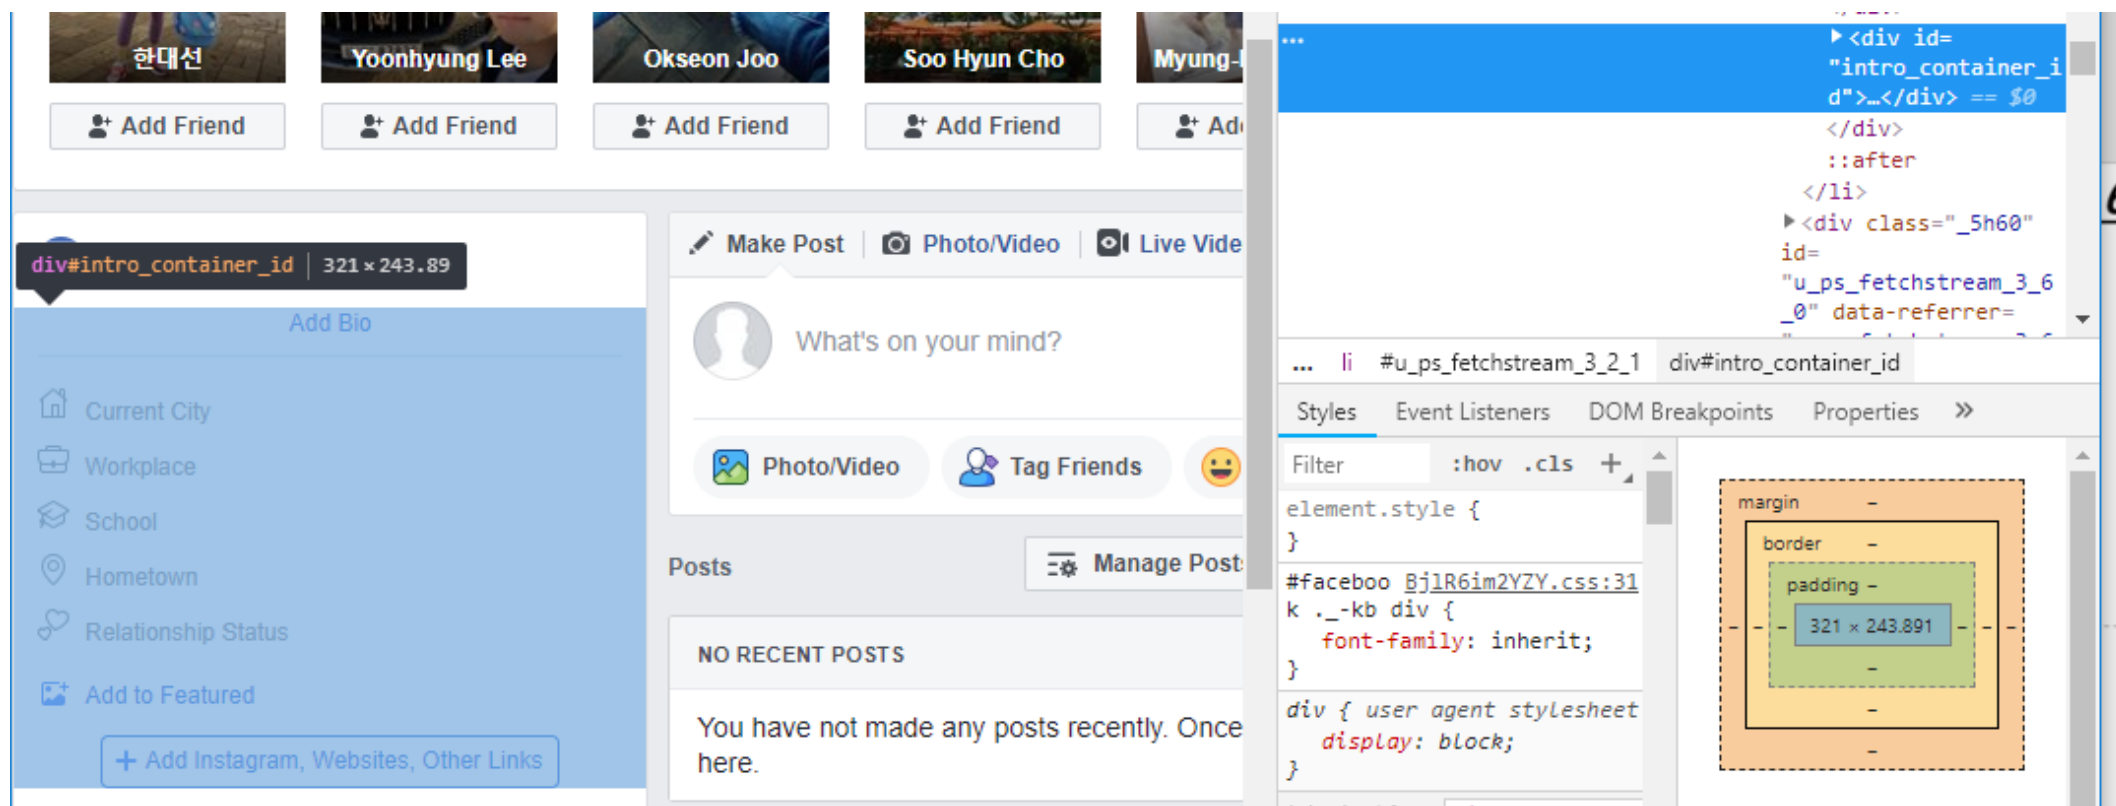 한대선
Yoonhyung Lee
Okseon Joo
Soo Hyun Cho
Myung-
Add Friend
Add Friend
Add Friend
Add Friend
Ad
div#intro_container_id 321 × 243.89
Add Bio
Current City
Workplace
School
Hometown
Relationship Status
Add to Featured
+ Add Instagram, Websites, Other Links
Make Post
Photo/Video
Live Vide
What's on your mind?
Photo/Video
Tag Friends
Posts
Manage Post
NO RECENT POSTS
You have not made any posts recently. Once
here.
...
<div id=
"intro_container_i
d">…</div> == $0
</div>
::after
</li>
<div class="_5h60"
id=
"u_ps_fetchstream_3_6
_0" data-referrer=
... li #u_ps_fetchstream_3_2_1 div#intro_container_id
Styles Event Listeners DOM Breakpoints Properties »
Filter :hov .cls +
element.style {
}
#faceboo BjlR6im2YZY.css:31
k ._-kb div {
font-family: inherit;
}
div { user agent stylesheet
display: block;
}
margin –
border –
padding –
– – – 321 × 243.891 – – –
–
–
–